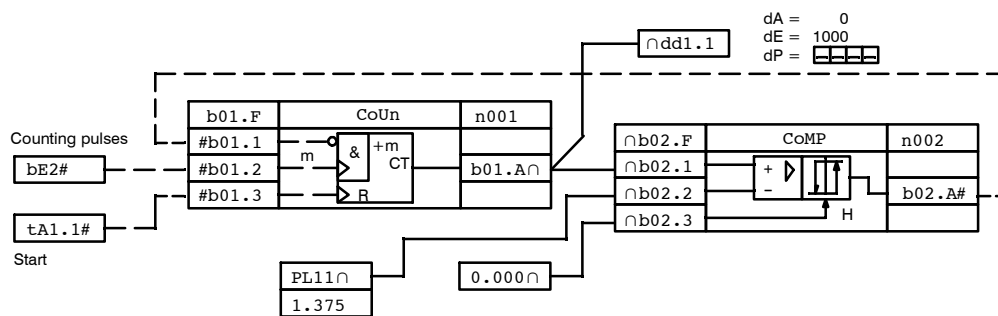 dA = 0
∩dd1.1 dE = 1000
dP =
b01.F CoUn n001
Counting pulses #b01.1 & +m ∩b02.F CoMP n002
bE2# #b01.2 m CT b01.A∩ ∩b02.1 +
#b01.3 R ∩b02.2 − b02.A#
tA1.1# ∩b02.3 H
Start
PL11∩ 0.000∩
1.375